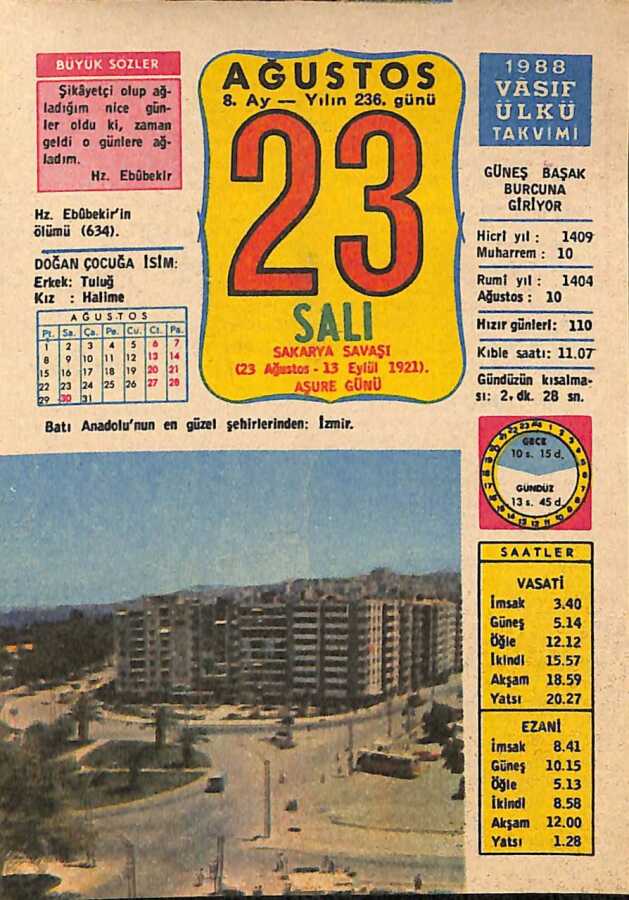 BÜYÜK SÖZLER
Şikâyetçi olup ağ-
ladığım nice gün-
ler oldu ki, zaman
geldi o günlere ağ-
ladım.
Hz. Ebûbekir
Hz. Ebûbekir'in
ölümü (634).
DOĞAN ÇOCUĞA İSİM:
Erkek: Tuluğ
Kız : Halime
AĞUSTOS
Pt. Sa. Ça. Pe. Cu. Ct. Pa.
1 2 3 4 5 6 7
8 9 10 11 12 13 14
15 16 17 18 19 20 21
22 23 24 25 26 27 28
29 30 31
AĞUSTOS
8. Ay — Yılın 236. günü
23
SALI
SAKARYA SAVAŞI
(23 Ağustos - 13 Eylül 1921).
AŞURE GÜNÜ
1988
VÂSIF
ÜLKÜ
TAKVİMİ
GÜNEŞ BAŞAK
BURCUNA
GİRİYOR
Hicrî yıl : 1409
Muharrem : 10
Rumî yıl : 1404
Ağustos : 10
Hızır günleri: 110
Kıble saati: 11.07
Gündüzün kısalma-
sı: 2. dk. 28 sn.
Batı Anadolu'nun en güzel şehirlerinden: İzmir.
GECE
10 s. 15 d.
GÜNDÜZ
13 s. 45 d.
SAATLER
VASATİ
İmsak 3.40
Güneş 5.14
Öğle 12.12
İkindi 15.57
Akşam 18.59
Yatsı 20.27
EZANİ
İmsak 8.41
Güneş 10.15
Öğle 5.13
İkindi 8.58
Akşam 12.00
Yatsı 1.28